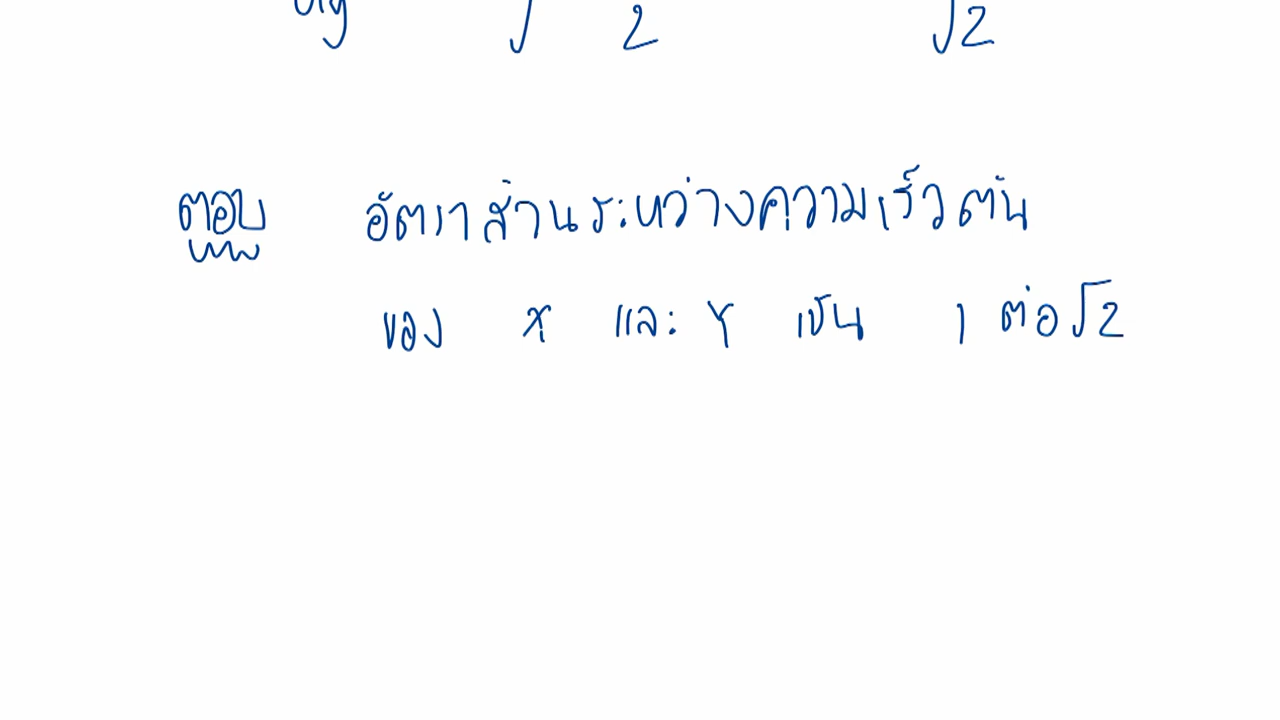 √ 2 √2
ตอบ อัตราส่วนระหว่างความเร็วต้น
ของ x และ Y เป็น 1 ต่อ √2